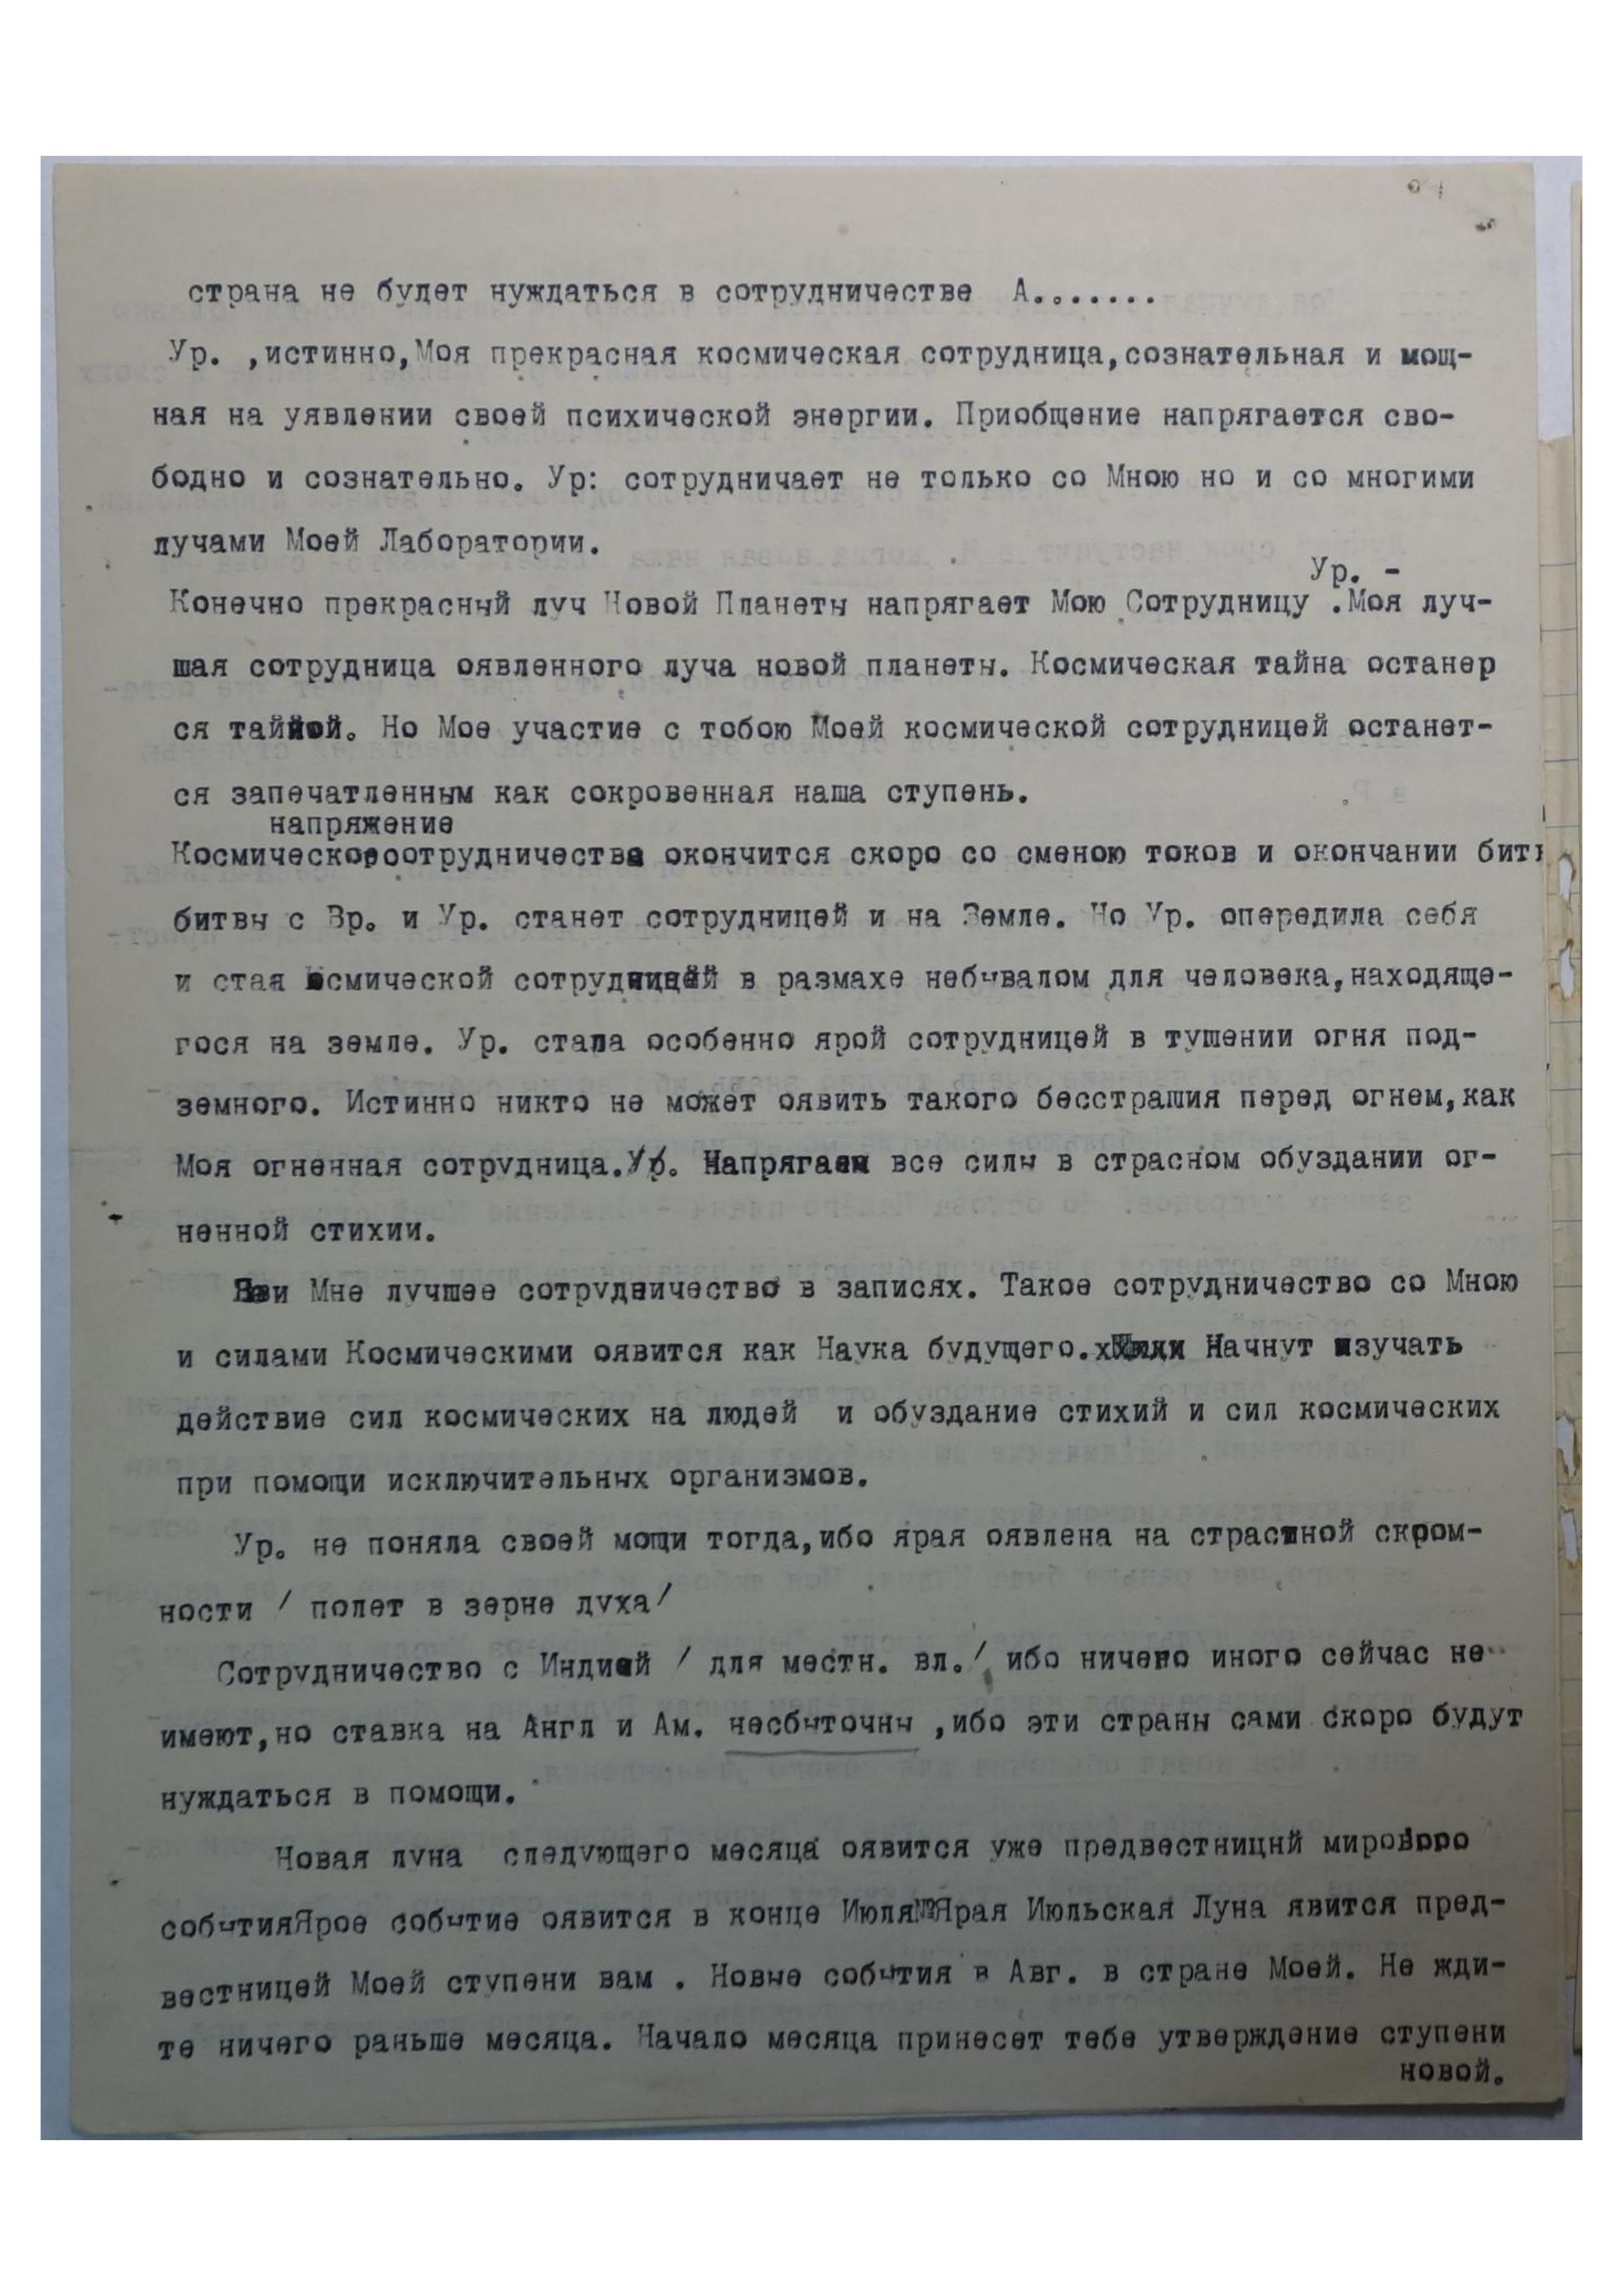 страна не будет нуждаться в сотрудничестве А.......
Ур. ,истинно,Моя прекрасная космическая сотрудница,сознательная и мощ-
ная на уявлении своей психической энергии. Приобщение напрягается сво-
бодно и сознательно. Ур: сотрудничает не только со Мною но и со многими
лучами Моей Лаборатории.
Ур. -
Конечно прекрасный луч Новой Планеты напрягает Мою Сотрудницу .Моя луч-
шая сотрудница оявленного луча новой планеты. Космическая тайна останер
ся тайной. Но Мое участие с тобою Моей космической сотрудницей останет-
ся запечатленным как сокровенная наша ступень.
напряжение
Космическоесотрудничества окончится скоро со сменою токов и окончании бит
битвы с Вр. и Ур. станет сотрудницей и на Земле. Но Ур. опередила себя
и стая космической сотрудницей в размахе небывалом для человека,находяще-
гося на земле. Ур. стала особенно ярой сотрудницей в тушении огня под-
земного. Истинно никто не может оявить такого бесстрашия перед огнем,как
Моя огненная сотрудница.Ур. Напрягаем все силы в страсном обуздании ог-
ненной стихии.
Яви Мне лучшее сотрудничество в записях. Такое сотрудничество со Мною
и силами Космическими оявится как Наука будущего. Начнут изучать
действие сил космических на людей и обуздание стихий и сил космических
при помощи исключительных организмов.
Ур. не поняла своей мощи тогда,ибо ярая оявлена на страстной скром-
ности / полет в зерне духа/
Сотрудничество с Индией / для местн. вл./ ибо ничего иного сейчас не
имеют,но ставка на Англ и Ам. несбыточны ,ибо эти страны сами скоро будут
нуждаться в помощи.
Новая луна следующего месяца оявится уже предвестницнй мирового
событияЯрое событие оявится в конце Июля Ярая Июльская Луна явится пред-
вестницей Моей ступени вам . Новые события в Авг. в стране Моей. Не жди-
те ничего раньше месяца. Начало месяца принесет тебе утверждение ступени
новой.